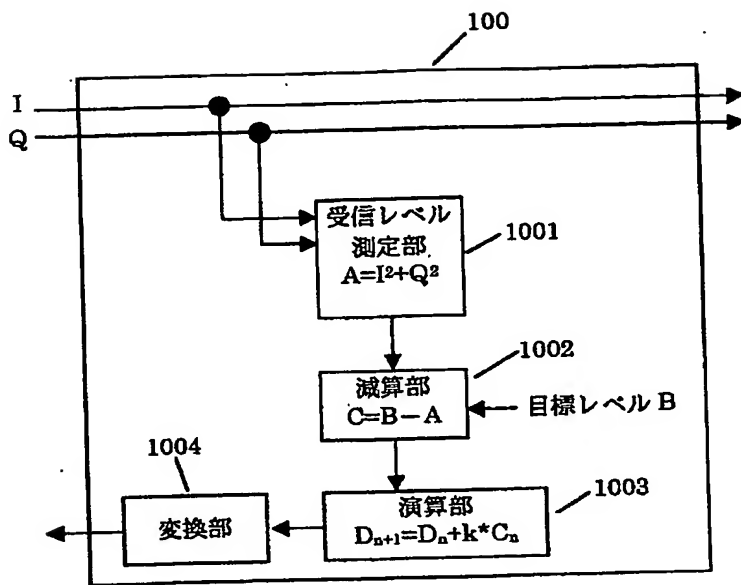 100
I
Q
受信レベル
測定部
A=I²+Q²
1001
1002
減算部
C=B－A
目標レベル B
1004
変換部
演算部
Dₙ₊₁=Dₙ+k*Cₙ
1003